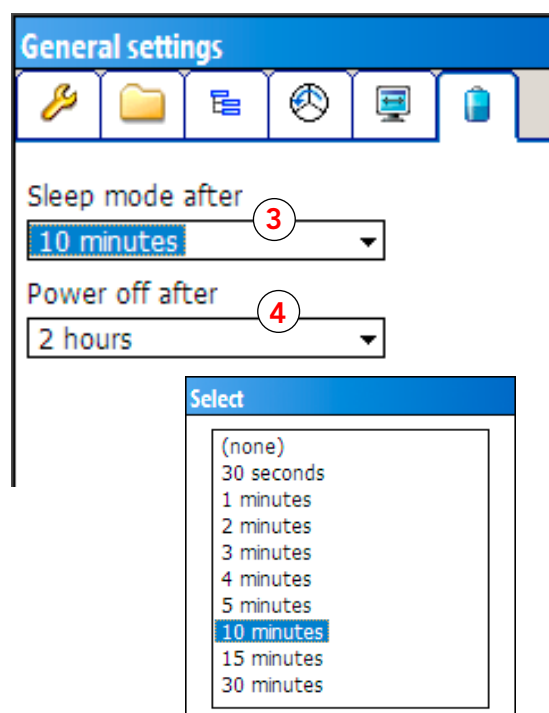 General settings
Sleep mode after
3
10 minutes
Power off after
4
2 hours
Select
(none)
30 seconds
1 minutes
2 minutes
3 minutes
4 minutes
5 minutes
10 minutes
15 minutes
30 minutes